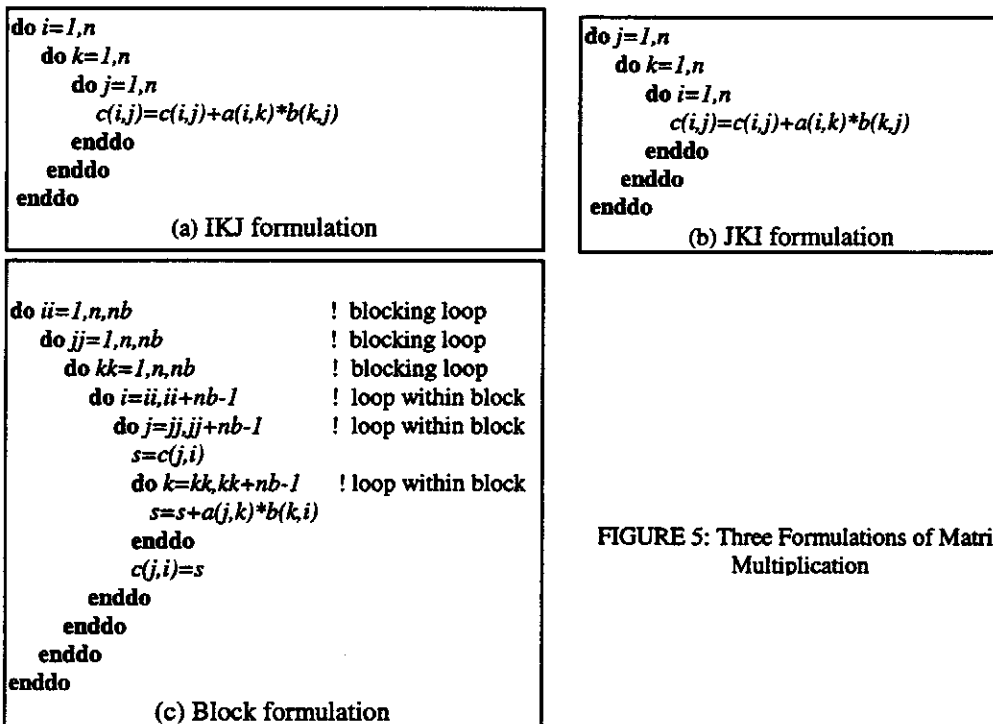 do i=1,n
do k=1,n
do j=1,n
c(i,j)=c(i,j)+a(i,k)*b(k,j)
enddo
enddo
enddo
(a) IKJ formulation
do j=1,n
do k=1,n
do i=1,n
c(i,j)=c(i,j)+a(i,k)*b(k,j)
enddo
enddo
enddo
(b) JKI formulation
do ii=1,n,nb ! blocking loop
do jj=1,n,nb ! blocking loop
do kk=1,n,nb ! blocking loop
do i=ii,ii+nb-1 ! loop within block
do j=jj,jj+nb-1 ! loop within block
s=c(j,i)
do k=kk,kk+nb-1 ! loop within block
s=s+a(j,k)*b(k,i)
enddo
c(j,i)=s
enddo
enddo
enddo
enddo
(c) Block formulation
FIGURE 5: Three Formulations of Matri
Multiplication